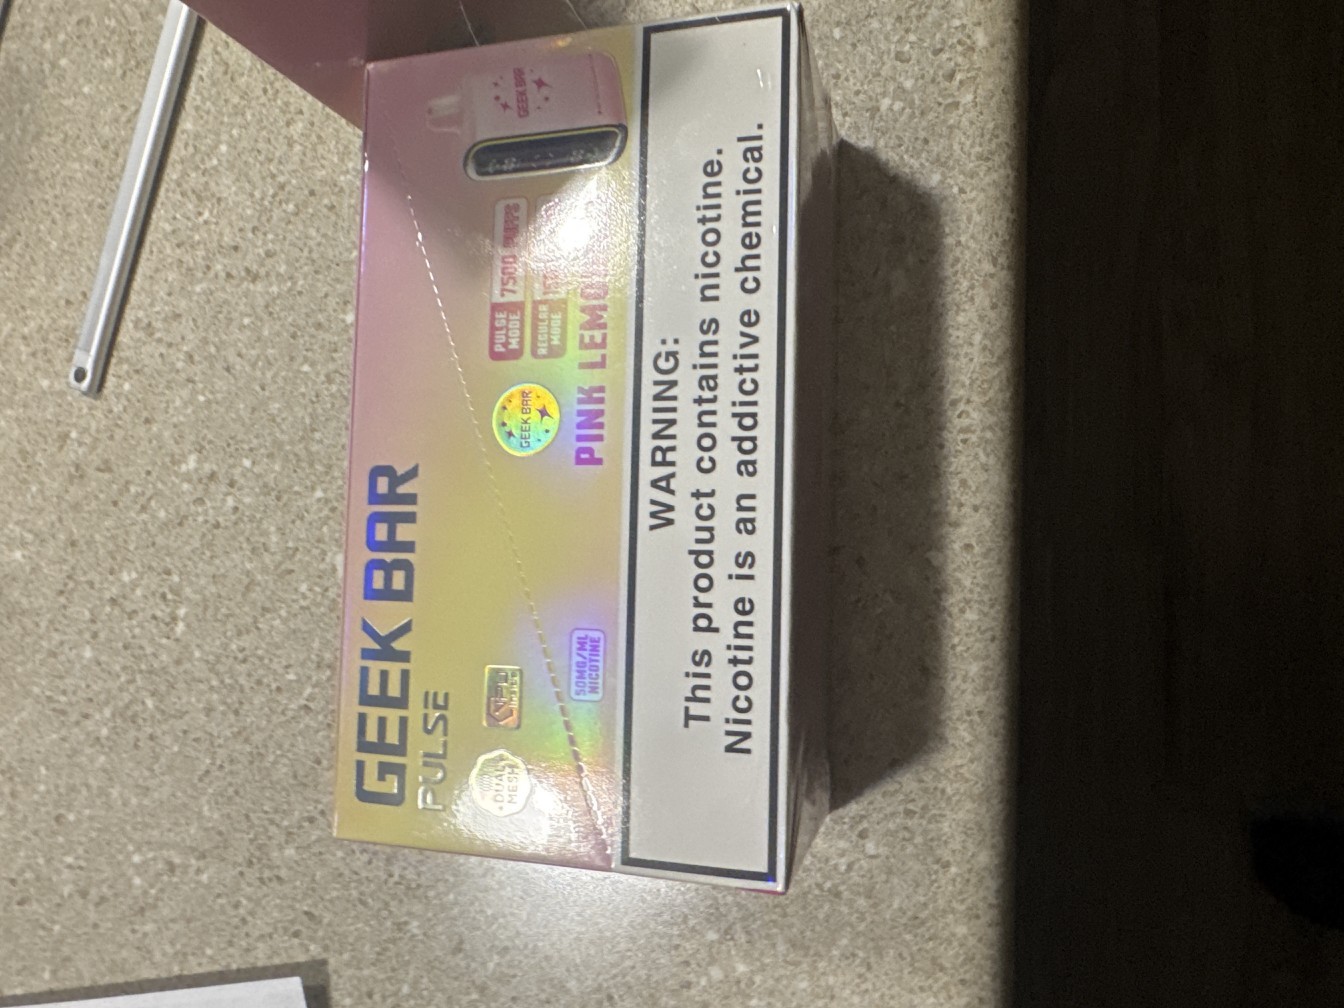 GEEK BAR
PULSE
DUAL
MESH
50MG/ML
NICOTINE
GEEK BAR
PULSE
MODE
7500 PUFFS
REGULAR
MODE
PINK
GEEK BAR
WARNING:
This product contains nicotine.
Nicotine is an addictive chemical.